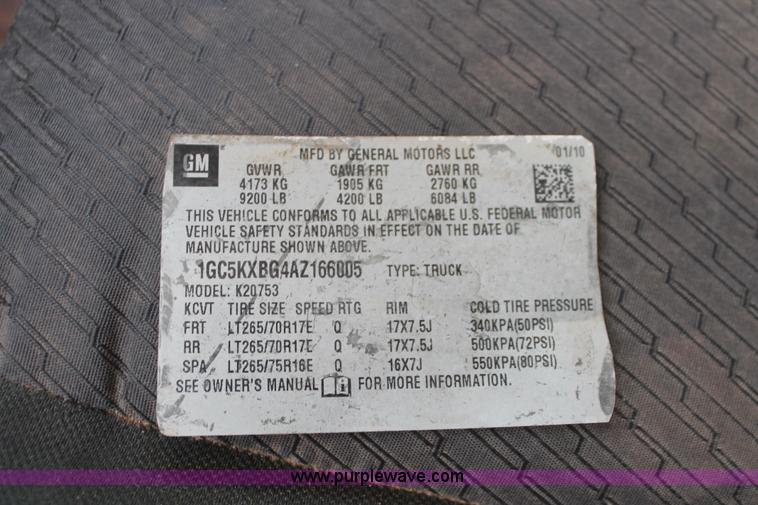 GM
MFD BY GENERAL MOTORS LLC 01/10
GVWR GAWR FRT GAWR RR
4173 KG 1905 KG 2760 KG
9200 LB 4200 LB 6084 LB
THIS VEHICLE CONFORMS TO ALL APPLICABLE U.S. FEDERAL MOTOR
VEHICLE SAFETY STANDARDS IN EFFECT ON THE DATE OF
MANUFACTURE SHOWN ABOVE.
1GC5KXBG4AZ166005 TYPE: TRUCK
MODEL: K20753
KCVT TIRE SIZE SPEED RTG RIM COLD TIRE PRESSURE
FRT LT265/70R17E Q 17X7.5J 340KPA(50PSI)
RR LT265/70R17E Q 17X7.5J 500KPA(72PSI)
SPA LT265/75R16E Q 16X7J 550KPA(80PSI)
SEE OWNER'S MANUAL i FOR MORE INFORMATION.
www.purplewave.com